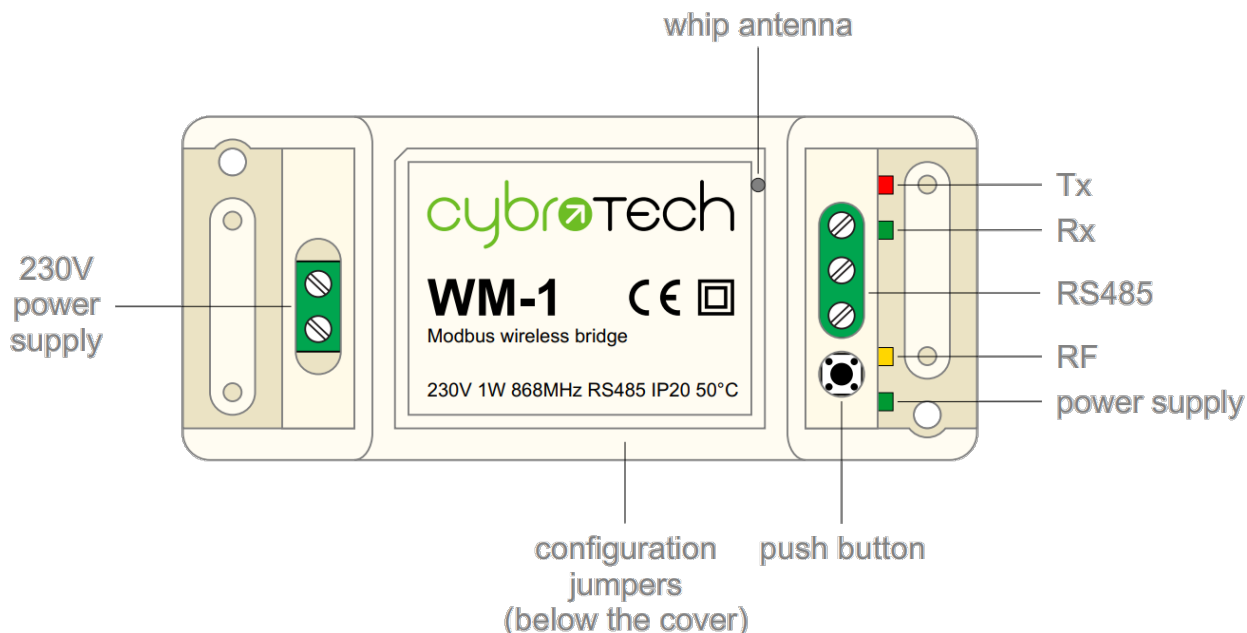 whip antenna
Tx
Rx
RS485
RF
power supply
230V
power
supply
cybrotech
WM-1 CE
Modbus wireless bridge
230V 1W 868MHz RS485 IP20 50°C
configuration
jumpers
(below the cover)
push button